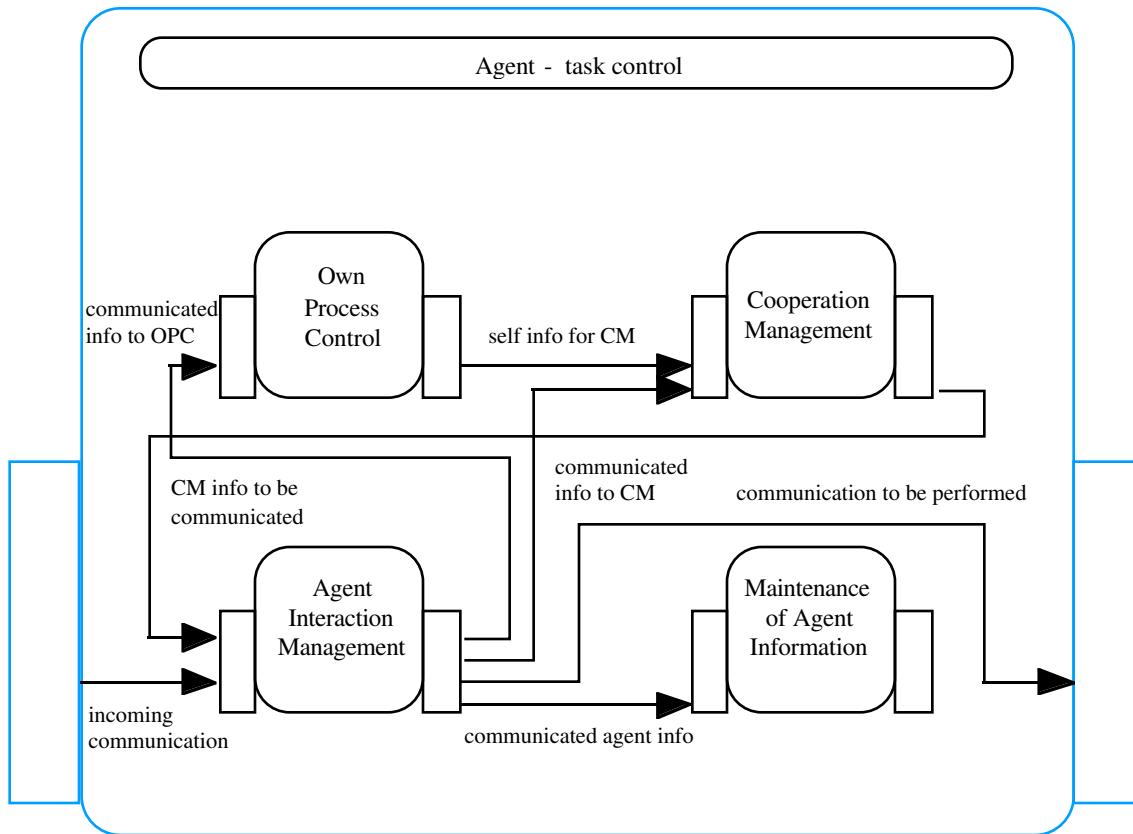 Agent - task control
Own
Process
Control
Cooperation
Management
communicated
info to OPC
self info for CM
CM info to be
communicated
communicated
info to CM
communication to be performed
Agent
Interaction
Management
Maintenance
of Agent
Information
incoming
communication
communicated agent info